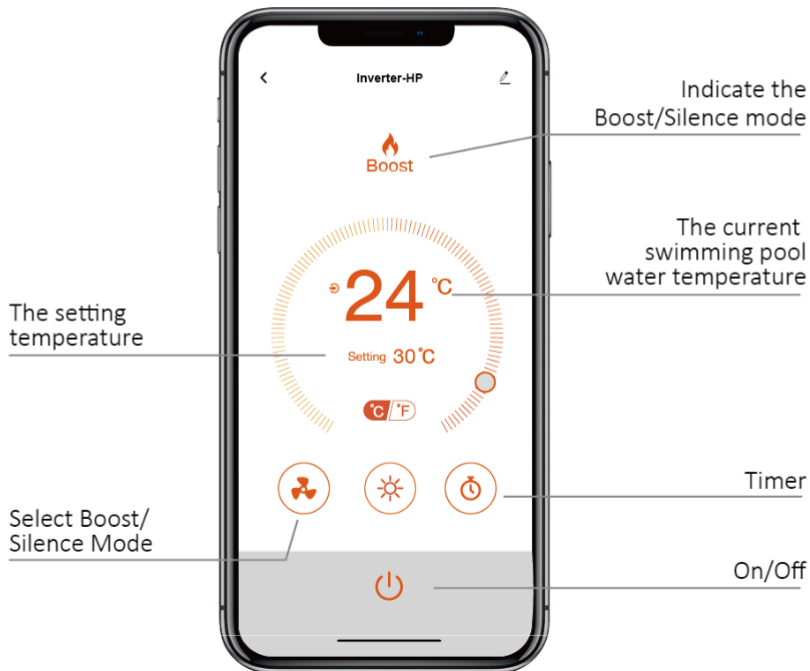 Inverter-HP
Indicate the
Boost/Silence mode
Boost
The current
swimming pool
water temperature
24 °C
The setting
temperature
Setting 30°C
°C/°F
Timer
Select Boost/
Silence Mode
On/Off